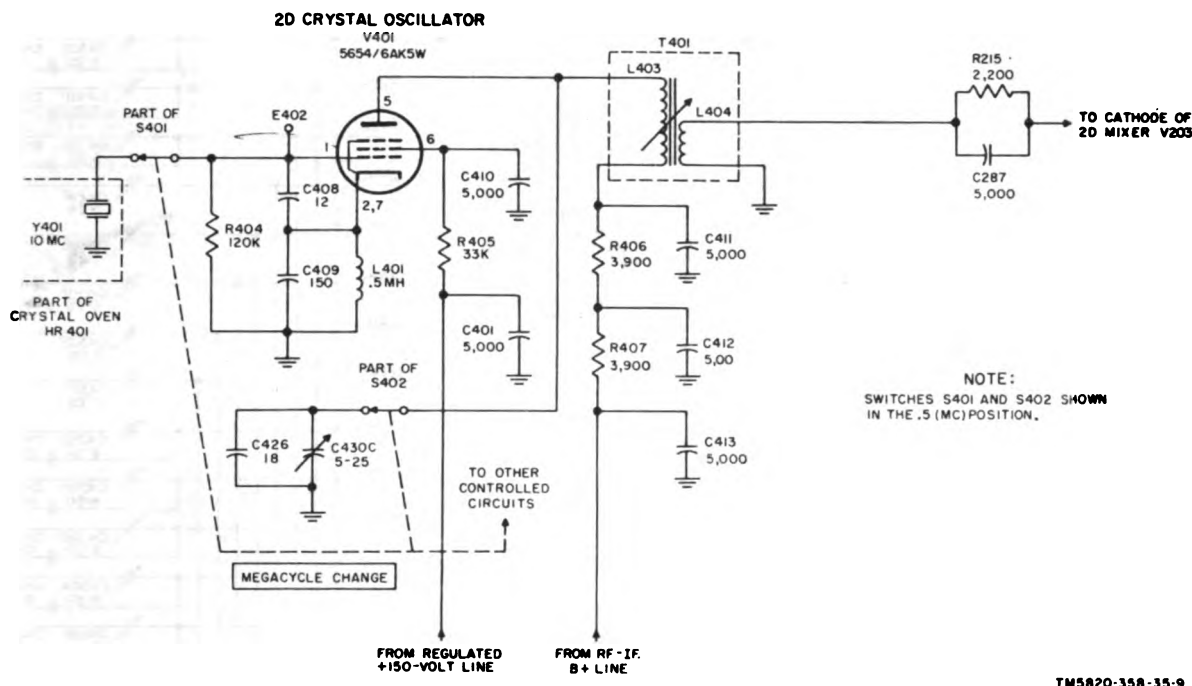 2D CRYSTAL OSCILLATOR
V401
5654/6AK5W
T401
L403
L404
R215
2,200
C287
5,000
TO CATHODE OF
2D MIXER V203
PART OF
S401
E402
5
1
6
2,7
C408
12
C409
150
L401
.5MH
R404
120K
Y401
10 MC
PART OF
CRYSTAL OVEN
HR 401
C410
5,000
R405
33K
C401
5,000
R406
3,900
C411
5,000
R407
3,900
C412
5,00
C413
5,000
PART OF
S402
C426
18
C430C
5-25
TO OTHER
CONTROLLED
CIRCUITS
MEGACYCLE CHANGE
NOTE:
SWITCHES S401 AND S402 SHOWN
IN THE .5 (MC) POSITION.
FROM REGULATED
+150-VOLT LINE
FROM RF-IF.
B+ LINE
TM5820-358-35-9